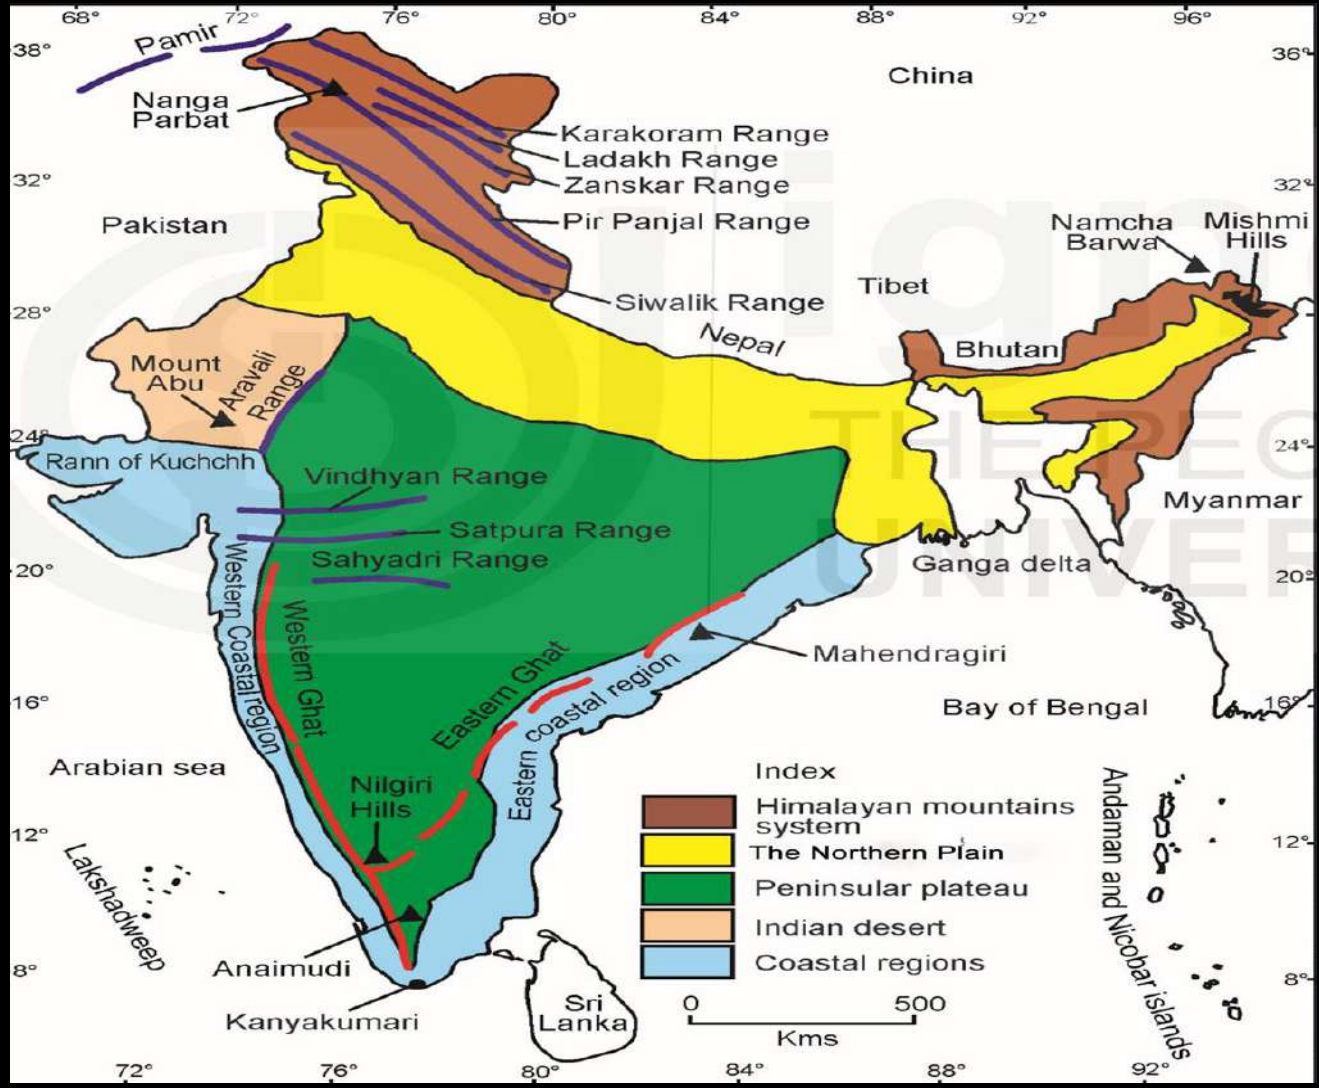 68° 72° 76° 80° 84° 88° 92° 96°
Pamir
38°
36°
China
Nanga
Parbat
Karakoram Range
Ladakh Range
Zanskar Range
32°
32°
Pir Panjal Range
Pakistan
Namcha
Barwa
Mishmi
Hills
Tibet
Siwalik Range
28°
Nepal
Bhutan
Mount
Abu
Aravali
Range
THE PEO
24°
24°
Rann of Kuchchh
Vindhyan Range
Myanmar
Satpura Range
UNIVER
Sahyadri Range
Ganga delta
20°
20°
Western Coastal region
Western Ghat
Mahendragiri
Eastern Ghat
Eastern coastal region
16°
16°
Bay of Bengal
Arabian sea
Nilgiri
Hills
Index
Himalayan mountains
system
The Northern Plain
Peninsular plateau
Indian desert
Coastal regions
12°
12°
Lakshadweep
Andaman and Nicobar islands
Anaimudi
8°
8°
Kanyakumari
Sri
Lanka
0 500
Kms
72° 76° 80° 84° 88° 92°